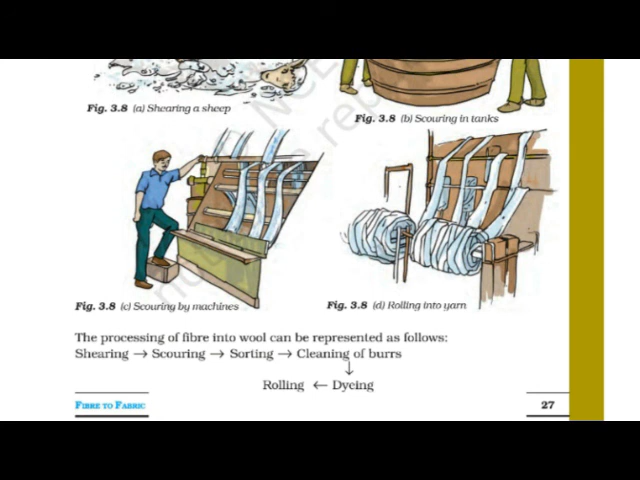 Fig. 3.8 (a) Shearing a sheep
Fig. 3.8 (b) Scouring in tanks
Fig. 3.8 (c) Scouring by machines
Fig. 3.8 (d) Rolling into yarn
The processing of fibre into wool can be represented as follows:
Shearing → Scouring → Sorting → Cleaning of burrs
↓
Rolling ← Dyeing
FIBRE TO FABRIC
27